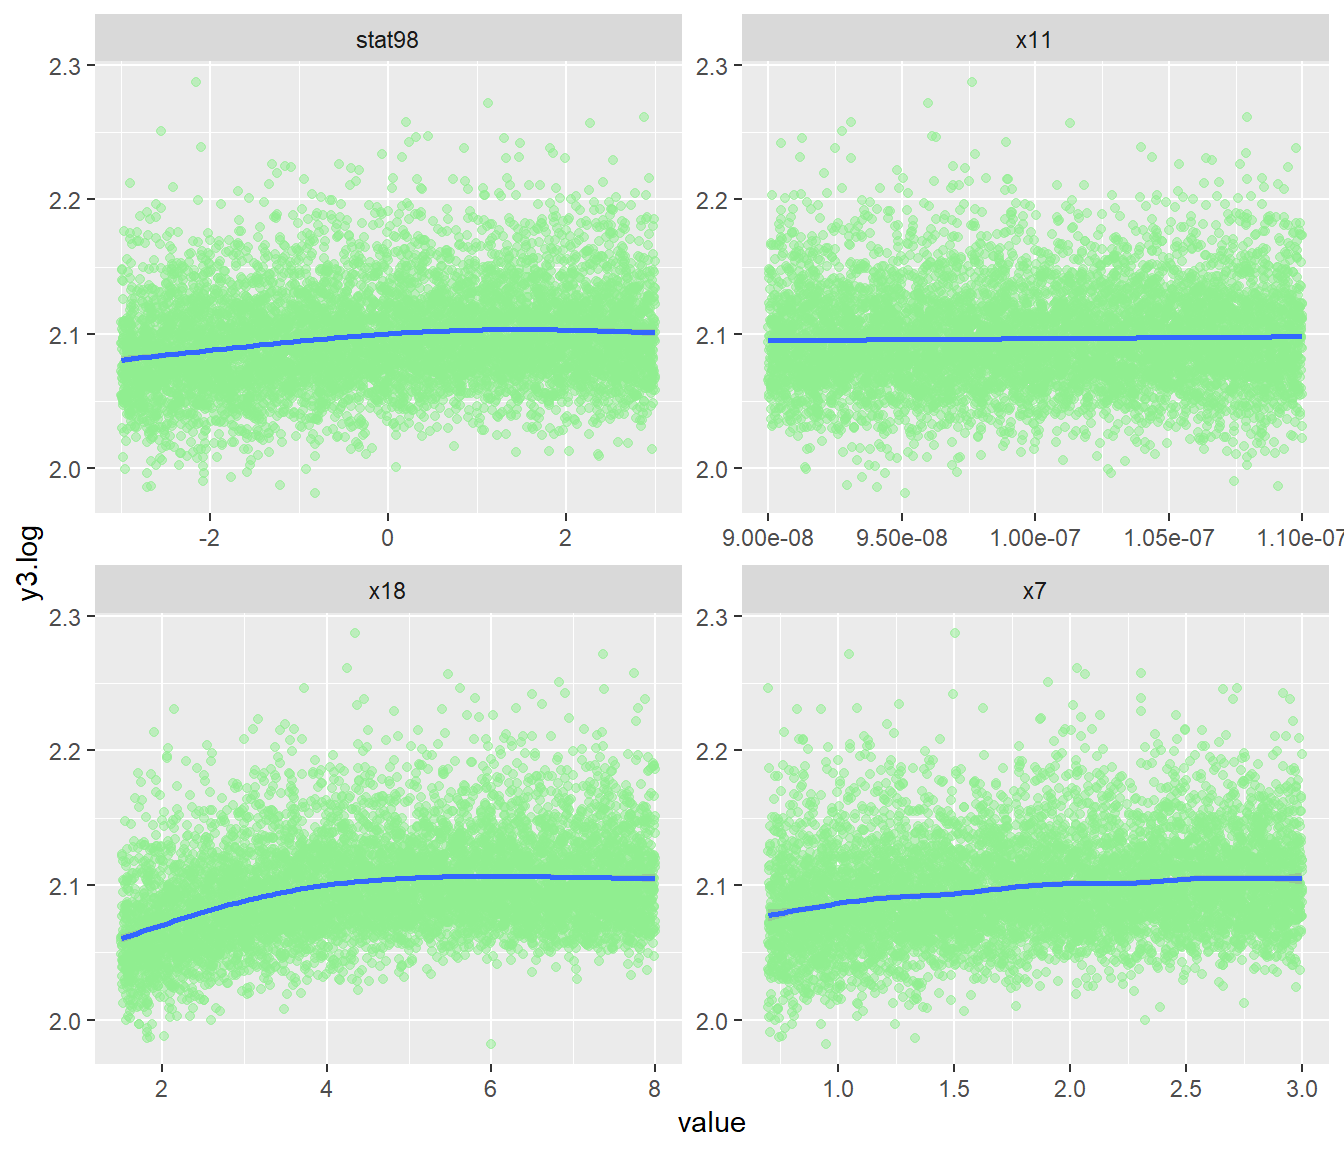 stat98 x11
2.3 2.3
2.2 2.2
2.1 2.1
2.0 2.0
-2 0 2 9.00e-08 9.50e-08 1.00e-07 1.05e-07 1.10e-07
y3.log
x18 x7
2.3 2.3
2.2 2.2
2.1 2.1
2.0 2.0
2 4 6 8 1.0 1.5 2.0 2.5 3.0
value